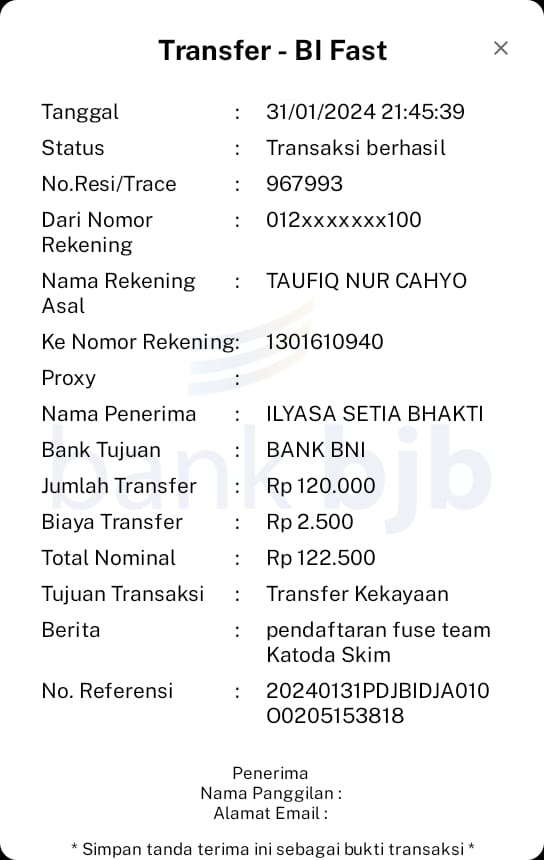 Transfer - BI Fast ×
Tanggal : 31/01/2024 21:45:39
Status : Transaksi berhasil
No.Resi/Trace : 967993
Dari Nomor : 012xxxxxxx100
Rekening
Nama Rekening : TAUFIQ NUR CAHYO
Asal
Ke Nomor Rekening: 1301610940
Proxy :
Nama Penerima : ILYASA SETIA BHAKTI
Bank Tujuan : BANK BNI
bank bjb
Jumlah Transfer : Rp 120.000
Biaya Transfer : Rp 2.500
Total Nominal : Rp 122.500
Tujuan Transaksi : Transfer Kekayaan
Berita : pendaftaran fuse team
Katoda Skim
No. Referensi : 20240131PDJBIDJA010
O0205153818
Penerima
Nama Panggilan :
Alamat Email :
* Simpan tanda terima ini sebagai bukti transaksi *